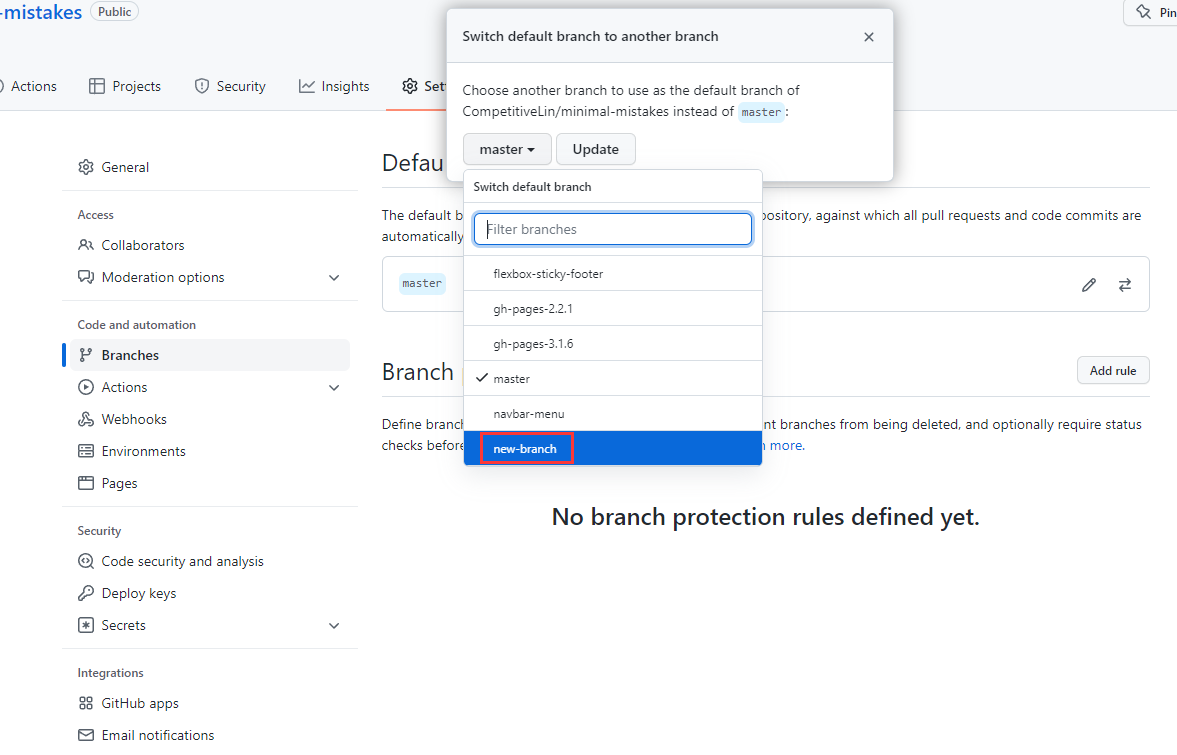 -mistakes Public
Pin
Actions Projects Security Insights Set
Switch default branch to another branch
Choose another branch to use as the default branch of
CompetitiveLin/minimal-mistakes instead of master:
master Update
Switch default branch
Filter branches
flexbox-sticky-footer
gh-pages-2.2.1
gh-pages-3.1.6
master
navbar-menu
new-branch
General
Access
Collaborators
Moderation options
Code and automation
Branches
Actions
Webhooks
Environments
Pages
Security
Code security and analysis
Deploy keys
Secrets
Integrations
GitHub apps
Email notifications
Defau
The default b pository, against which all pull requests and code commits are
automatically
master
Branch
Add rule
Define branch nt branches from being deleted, and optionally require status
checks before more.
No branch protection rules defined yet.